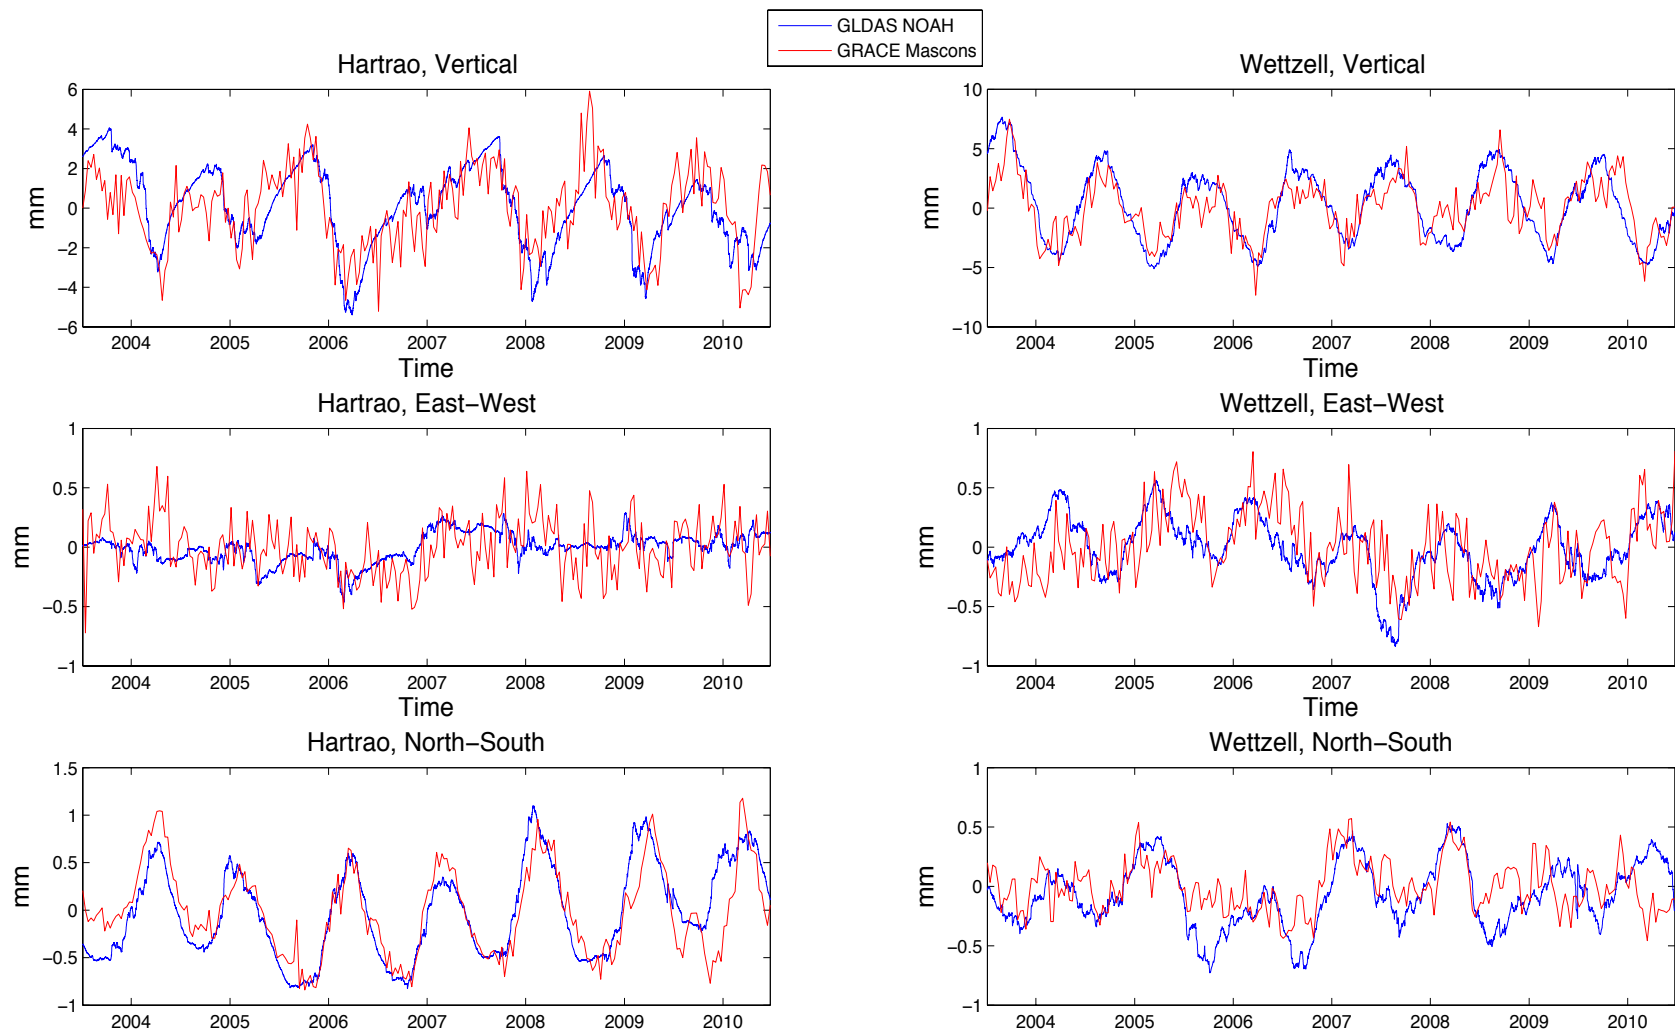 GLDAS NOAH
GRACE Mascons
Hartrao, Vertical
6
4
2
0
−2
−4
−6
mm
2004 2005 2006 2007 2008 2009 2010
Time
Wettzell, Vertical
10
5
0
−5
−10
mm
2004 2005 2006 2007 2008 2009 2010
Time
Hartrao, East−West
1
0.5
0
−0.5
−1
mm
2004 2005 2006 2007 2008 2009 2010
Time
Wettzell, East−West
1
0.5
0
−0.5
−1
mm
2004 2005 2006 2007 2008 2009 2010
Time
Hartrao, North−South
1.5
1
0.5
0
−0.5
−1
mm
2004 2005 2006 2007 2008 2009 2010
Wettzell, North−South
1
0.5
0
−0.5
−1
mm
2004 2005 2006 2007 2008 2009 2010